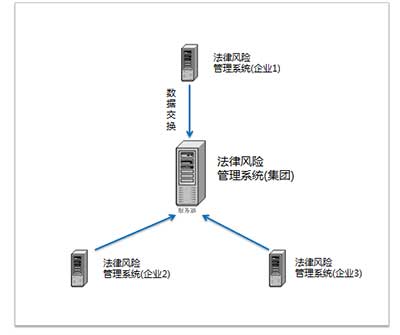 法律风险
管理系统(企业1)
数据交换
法律风险
管理系统(集团)
服务器
法律风险
管理系统(企业2)
法律风险
管理系统(企业3)